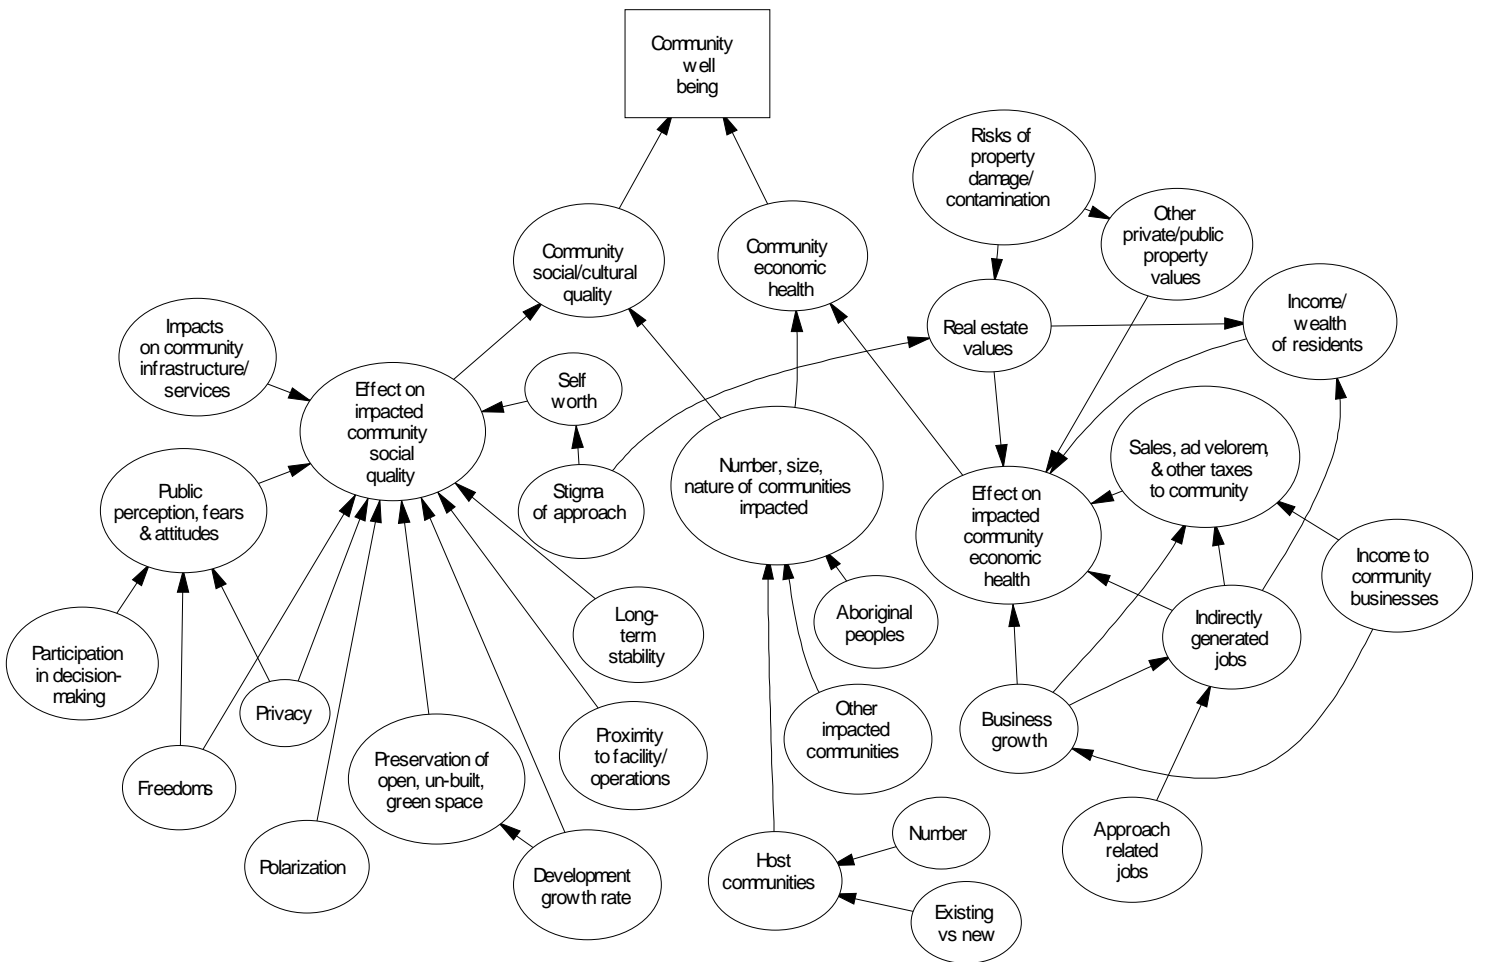 Community
well
being
Risks of
property
damage/
contamination
Other
private/public
property
values
Community
social/cultural
quality
Community
economic
health
Impacts
on community
infrastructure/
services
Real estate
values
Income/
wealth
of residents
Effect on
impacted
community
social
quality
Self
worth
Number, size,
nature of communities
impacted
Sales, ad velorem,
& other taxes
to community
Public
perception, fears
& attitudes
Stigma
of approach
Effect on
impacted
community
economic
health
Income to
community
businesses
Participation
in decision-
making
Privacy
Long-
term
stability
Aboriginal
peoples
Indirectly
generated
jobs
Freedoms
Preservation of
open, un-built,
green space
Proximity
to facility/
operations
Other
impacted
communities
Business
growth
Polarization
Development
growth rate
Host
communities
Number
Existing
vs new
Approach
related
jobs